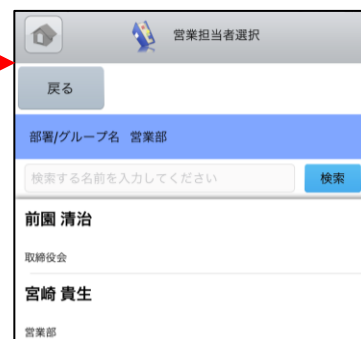 営業担当者選択
戻る
部署/グループ名 営業部
検索する名前を入力してください 検索
前園 清治
取締役会
宮崎 貴生
営業部